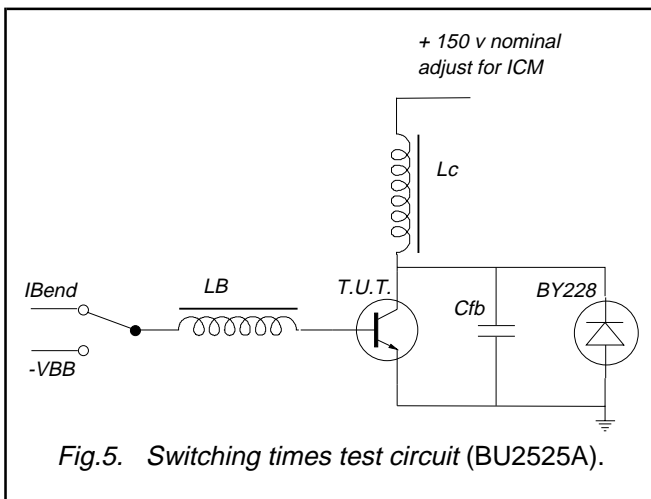 + 150 v nominal
adjust for ICM
Lc
IBend
LB
T.U.T.
Cfb
BY228
-VBB
Fig.5. Switching times test circuit (BU2525A).